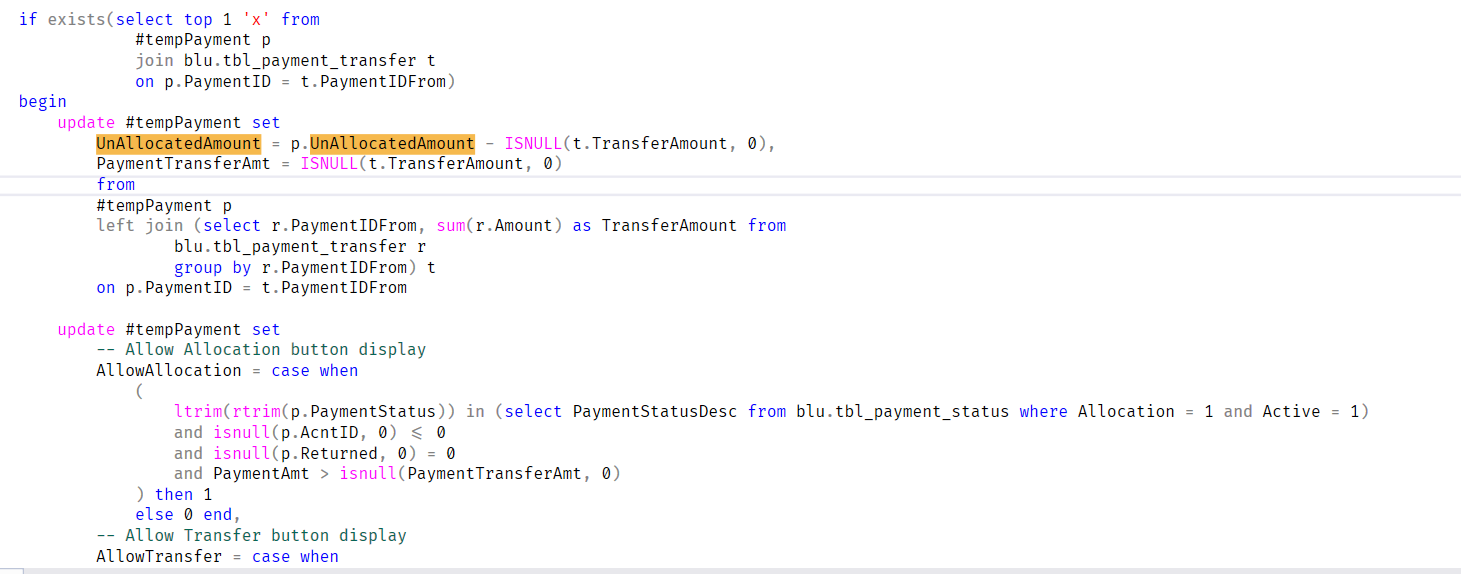 if exists(select top 1 'x' from
#tempPayment p
join blu.tbl_payment_transfer t
on p.PaymentID = t.PaymentIDFrom)
begin
update #tempPayment set
UnAllocatedAmount = p.UnAllocatedAmount - ISNULL(t.TransferAmount, 0),
PaymentTransferAmt = ISNULL(t.TransferAmount, 0)
from
#tempPayment p
left join (select r.PaymentIDFrom, sum(r.Amount) as TransferAmount from
blu.tbl_payment_transfer r
group by r.PaymentIDFrom) t
on p.PaymentID = t.PaymentIDFrom
update #tempPayment set
-- Allow Allocation button display
AllowAllocation = case when
(
ltrim(rtrim(p.PaymentStatus)) in (select PaymentStatusDesc from blu.tbl_payment_status where Allocation = 1 and Active = 1)
and isnull(p.AcntID, 0) <= 0
and isnull(p.Returned, 0) = 0
and PaymentAmt > isnull(PaymentTransferAmt, 0)
) then 1
else 0 end,
-- Allow Transfer button display
AllowTransfer = case when